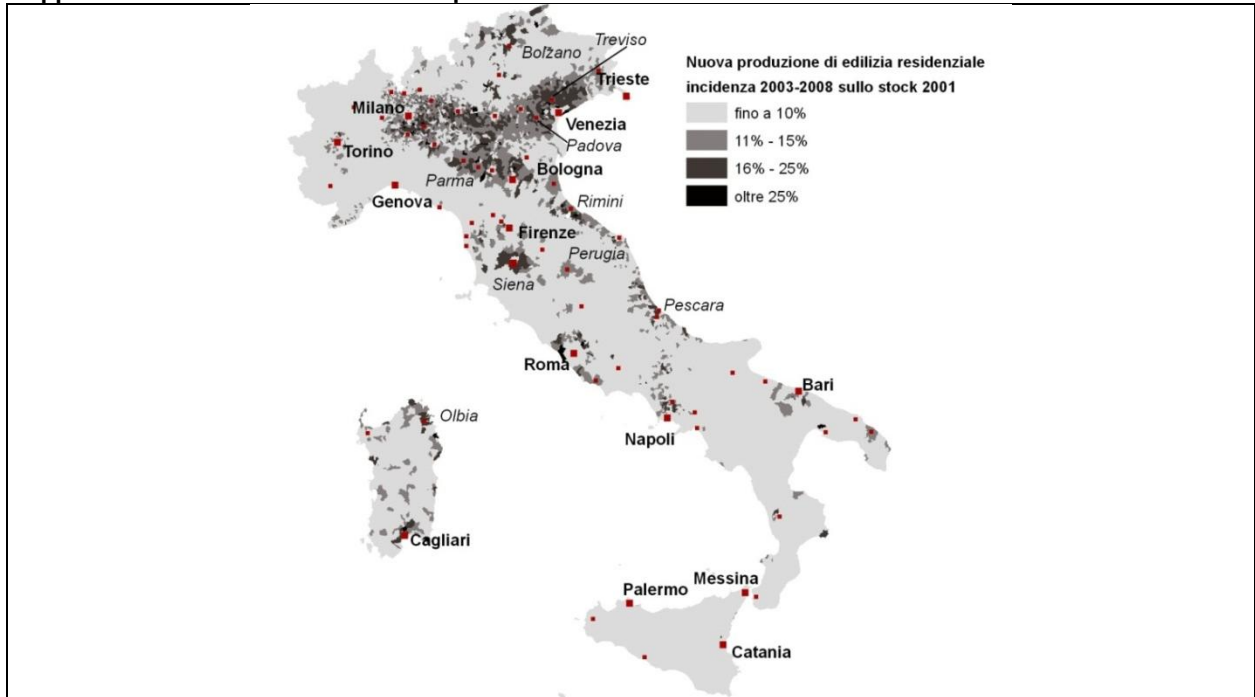 Bolzano
Treviso
Trieste
Milano
Venezia
Padova
Torino
Bologna
Parma
Genova
Rimini
Firenze
Perugia
Siena
Pescara
Roma
Bari
Olbia
Napoli
Cagliari
Messina
Palermo
Catania
Nuova produzione di edilizia residenziale
incidenza 2003-2008 sullo stock 2001
fino a 10%
11% - 15%
16% - 25%
oltre 25%